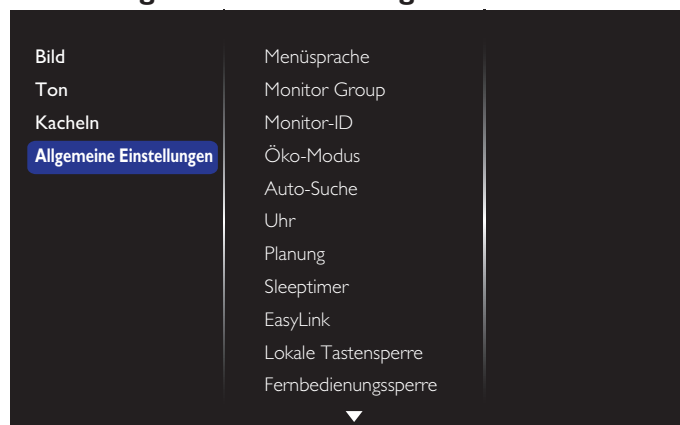 Bild
Ton
Kacheln
Allgemeine Einstellungen
Menüsprache
Monitor Group
Monitor-ID
Öko-Modus
Auto-Suche
Uhr
Planung
Sleeptimer
EasyLink
Lokale Tastensperre
Fernbedienungssperre